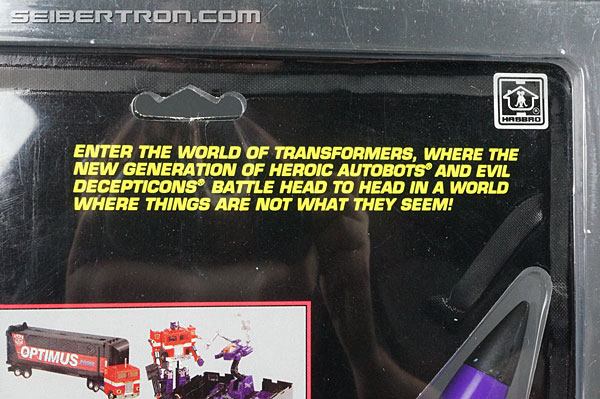 SEIBERTRON.COM
HASBRO
ENTER THE WORLD OF TRANSFORMERS, WHERE THE
NEW GENERATION OF HEROIC AUTOBOTS® AND EVIL
DECEPTICONS® BATTLE HEAD TO HEAD IN A WORLD
WHERE THINGS ARE NOT WHAT THEY SEEM!
OPTIMUS